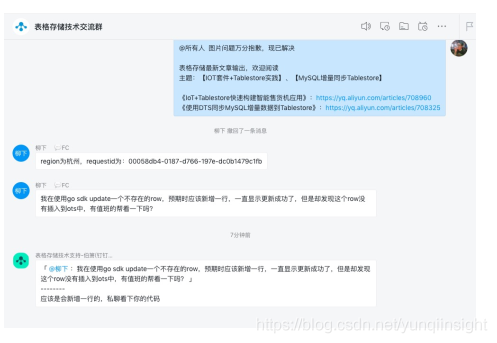 表格存储技术交流群
@所有人 图片问题万分抱歉，现已解决
表格存储最新文章输出，欢迎阅读
主题：【IOT套件+Tablestore实践】、【MySQL增量同步Tablestore】
《IoT+Tablestore快速构建智能售货机应用》：https://yq.aliyun.com/articles/708960
《使用DTS同步MySQL增量数据到Tablestore》：https://yq.aliyun.com/articles/708325
柳下 撤回了一条消息
柳下
柳下 FC
region为杭州，requestid为：00058db4-0187-d766-197e-dc0b1479c1fb
柳下
柳下 FC
我在使用go sdk update一个不存在的row，预期时应该新增一行，一直显示更新成功了，但是却发现这个row没
有插入到ots中，有值班的帮看一下吗？
7分钟前
表格存储技术支持-伯赛(钉钉...
「 @柳下 ：我在使用go sdk update一个不存在的row，预期时应该新增一行，一直显示更新成功了，但是却发现
这个row没有插入到ots中，有值班的帮看一下吗？ 」
--------
应该是会新增一行的，私聊看下你的代码
https://blog.csdn.net/yunqiinsight